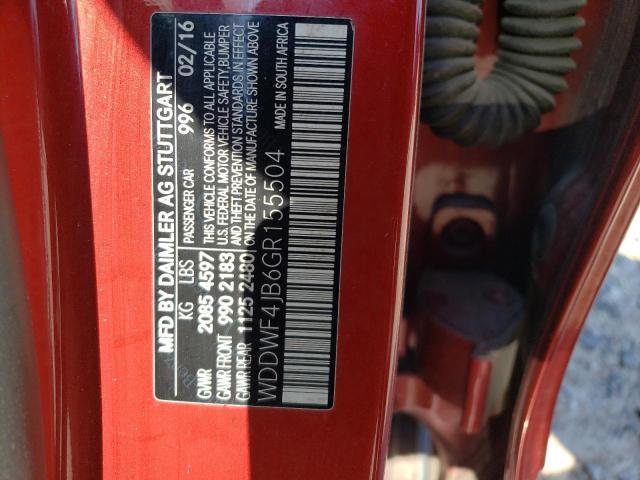 MFD BY DAIMLER AG STUTTGART
KG LBS PASSENGER CAR 996 02/16
GVWR 2085 4597 THIS VEHICLE CONFORMS TO ALL APPLICABLE
GAWR FRONT 990 2183 U.S. FEDERAL MOTOR VEHICLE SAFETY, BUMPER
GAWR REAR 1125 2480 AND THEFT PREVENTION STANDARDS IN EFFECT
ON THE DATE OF MANUFACTURE SHOWN ABOVE
MADE IN SOUTH AFRICA
WDDWF4JB6GR155504